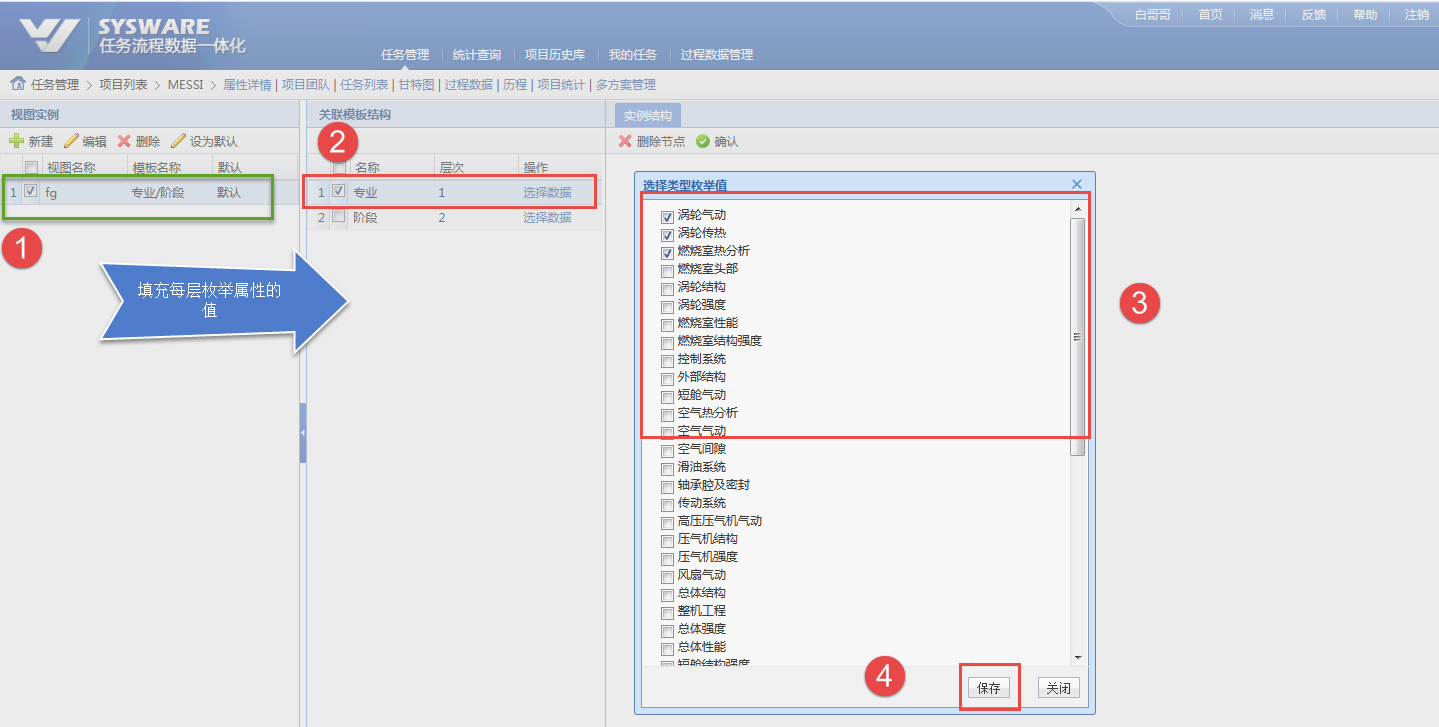 SYSWARE
任务流程数据一体化
白哥哥 首页 消息 反馈 帮助 注销
任务管理 统计查询 项目历史库 我的任务 过程数据管理
任务管理 > 项目列表 > MESSI > 属性详情 | 项目团队 | 任务列表 | 甘特图 | 过程数据 | 历程 | 项目统计 | 多方案管理
视图实例
新建 编辑 删除 设为默认
视图名称 模板名称 默认
1 fg 专业/阶段 默认
1
填充每层枚举属性的
值
关联模板结构
2
名称 层次 操作
1 专业 1 选择数据
2 阶段 2 选择数据
实例结构
删除节点 确认
选择类型枚举值
涡轮气动
涡轮传热
燃烧室热分析
燃烧室头部
涡轮结构
涡轮强度
燃烧室性能
燃烧室结构强度
控制系统
外部结构
短舱气动
空气热分析
空气气动
空气间隙
滑油系统
轴承腔及密封
传动系统
高压压气机气动
压气机结构
压气机强度
风扇气动
总体结构
整机工程
总体强度
总体性能
短舱结构强度
3
4
保存 关闭